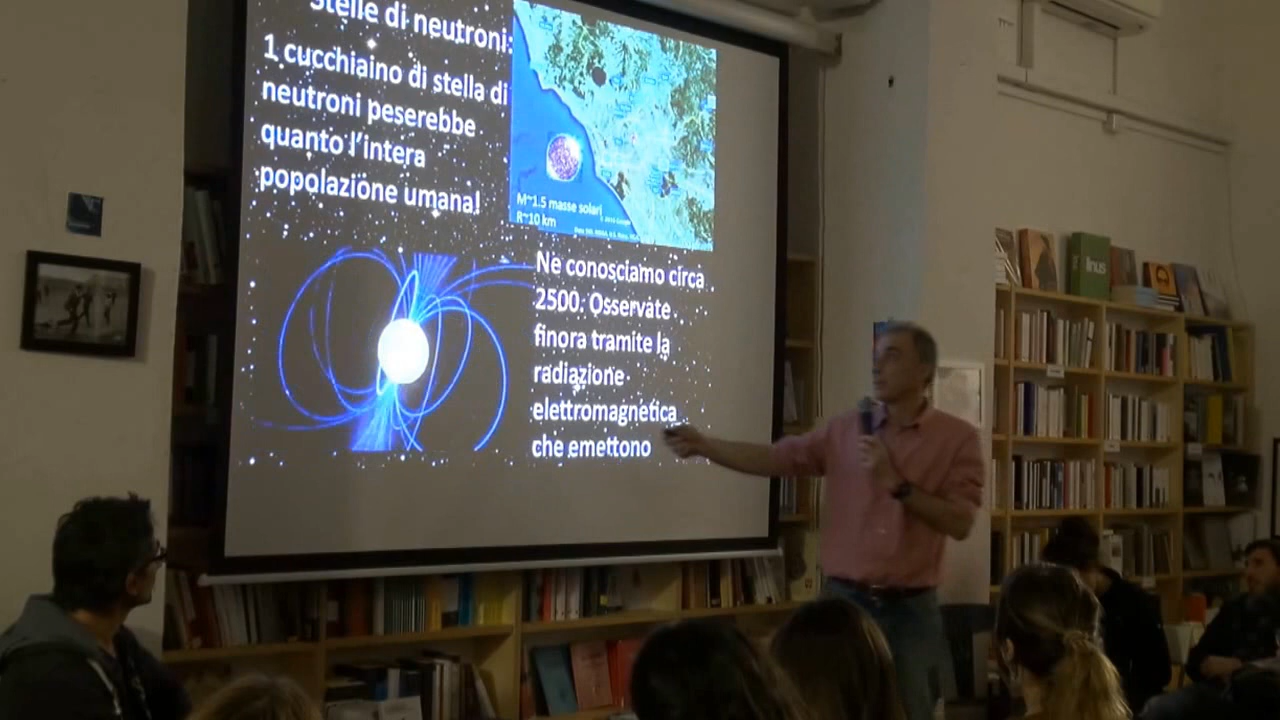 Stelle di neutroni:
1 cucchiaino di stella di
neutroni peserebbe
quanto l'intera
popolazione umana!
M~1.5 masse solari
R~10 km
Ne conosciamo circa
2500. Osservate
finora tramite la
radiazione
elettromagnetica
che emettono
linus